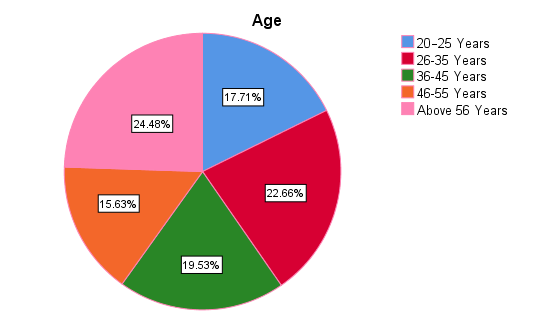 Age
20–25 Years
26-35 Years
36-45 Years
46-55 Years
Above 56 Years
17.71%
24.48%
22.66%
15.63%
19.53%